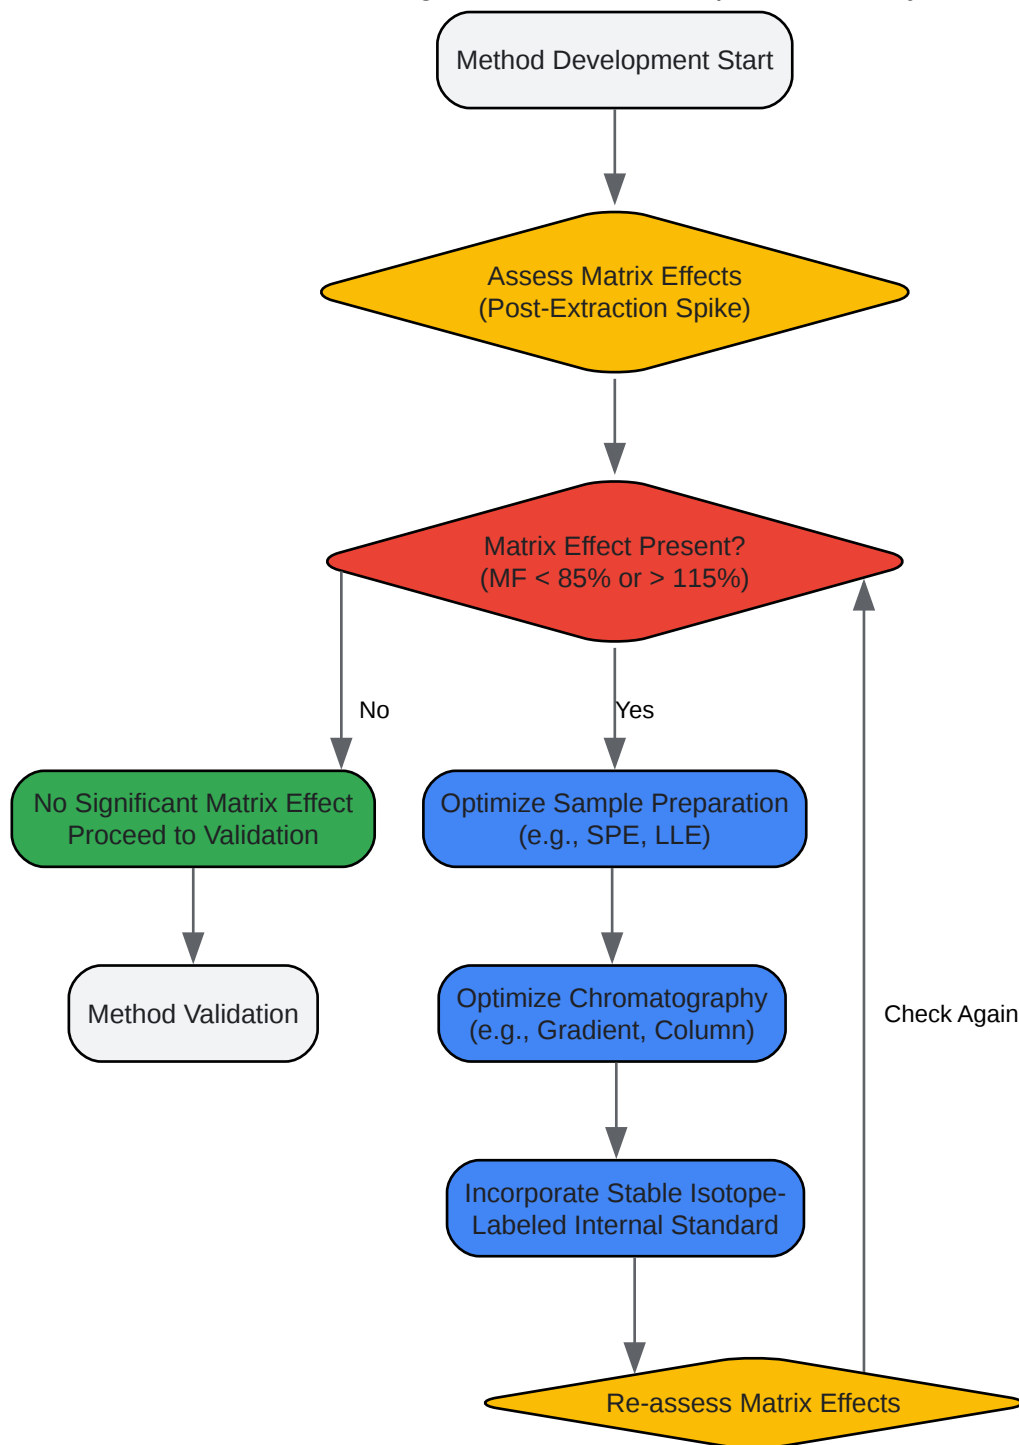 Method Development Start
Assess Matrix Effects
(Post-Extraction Spike)
Matrix Effect Present?
(MF < 85% or > 115%)
No
Yes
No Significant Matrix Effect
Proceed to Validation
Optimize Sample Preparation
(e.g., SPE, LLE)
Method Validation
Optimize Chromatography
(e.g., Gradient, Column)
Check Again
Incorporate Stable Isotope-
Labeled Internal Standard
Re-assess Matrix Effects